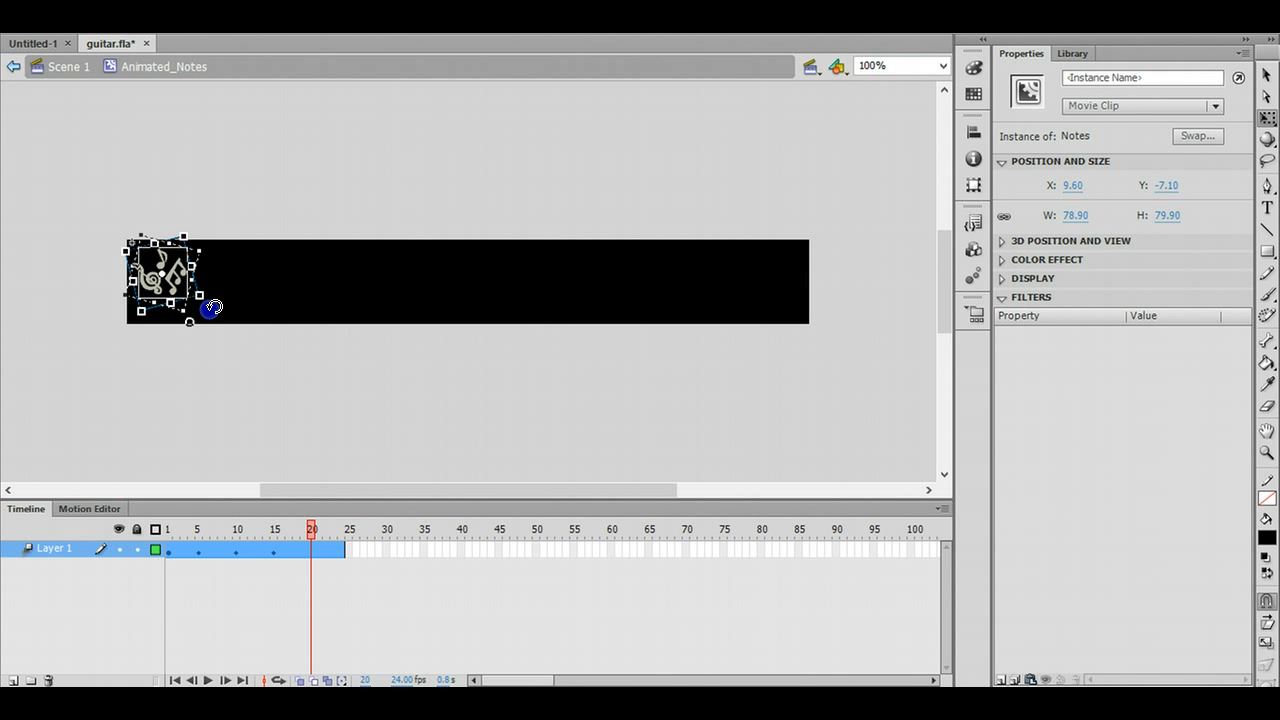 Untitled-1 × guitar.fla* ×
Scene 1 Animated_Notes 100%
Properties Library
‹Instance Name›
Movie Clip
Instance of: Notes Swap...
POSITION AND SIZE
X: 9.60 Y: -7.10
W: 78.90 H: 79.90
3D POSITION AND VIEW
COLOR EFFECT
DISPLAY
FILTERS
Property Value
Timeline Motion Editor
1 5 10 15 20 25 30 35 40 45 50 55 60 65 70 75 80 85 90 95 100
Layer 1
20 24.00 fps 0.8 s